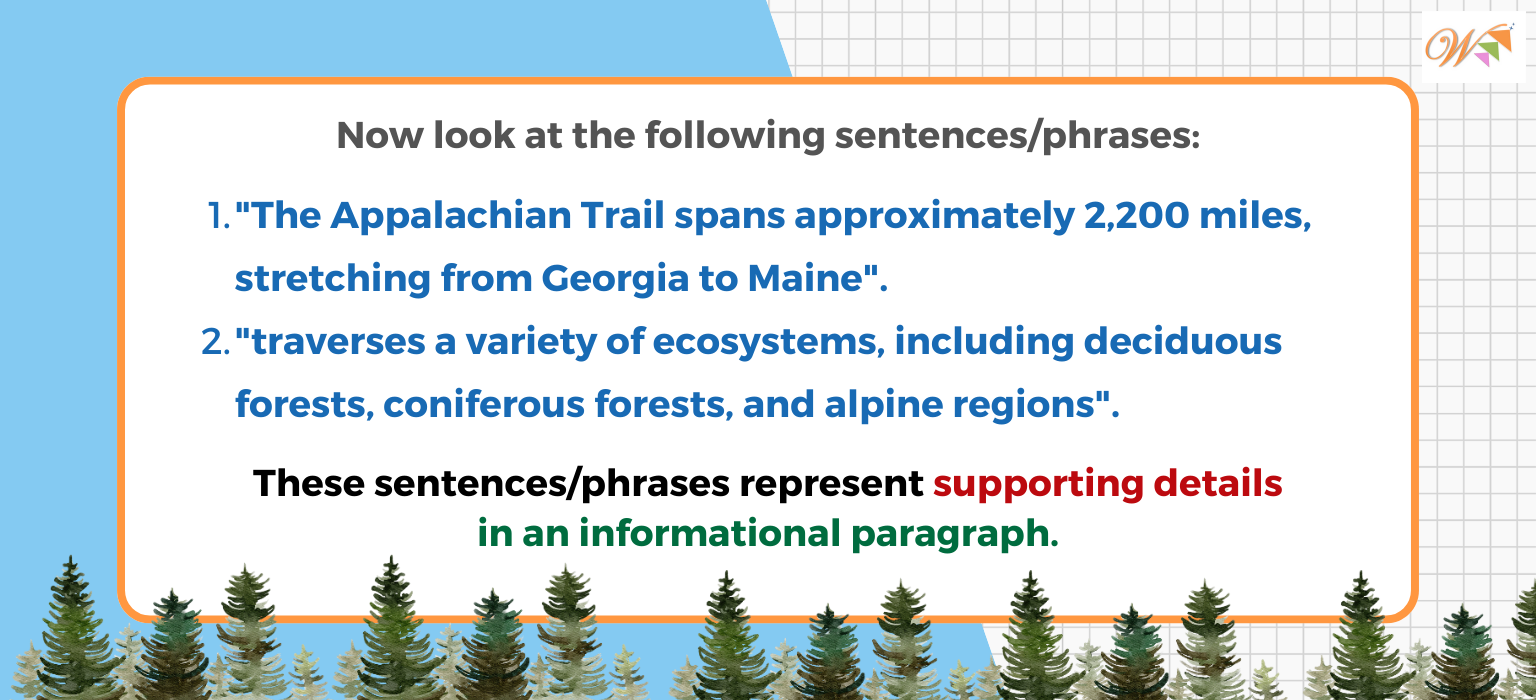 Now look at the following sentences/phrases:
1. "The Appalachian Trail spans approximately 2,200 miles,
stretching from Georgia to Maine".
2. "traverses a variety of ecosystems, including deciduous
forests, coniferous forests, and alpine regions".
These sentences/phrases represent supporting details
in an informational paragraph.
W